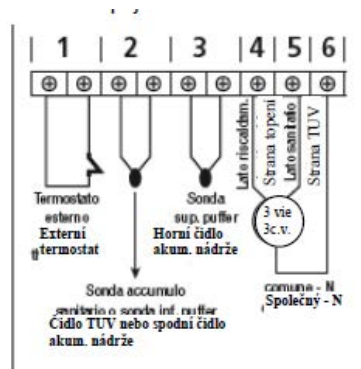 1 2 3 4 5 6
Lato riscaldam.
Strana topení
Lato sanitario
Strana TUV
Termostato
esterno
Externí
termostat
Sonda
sup. puffer
Horní čidlo
akum. nádrže
3 vie
3c.v.
comune - N
Společný - N
Sonda accumulo
sanitario o sonda inf. puffer
Čidlo TUV nebo spodní čidlo
akum. nádrže